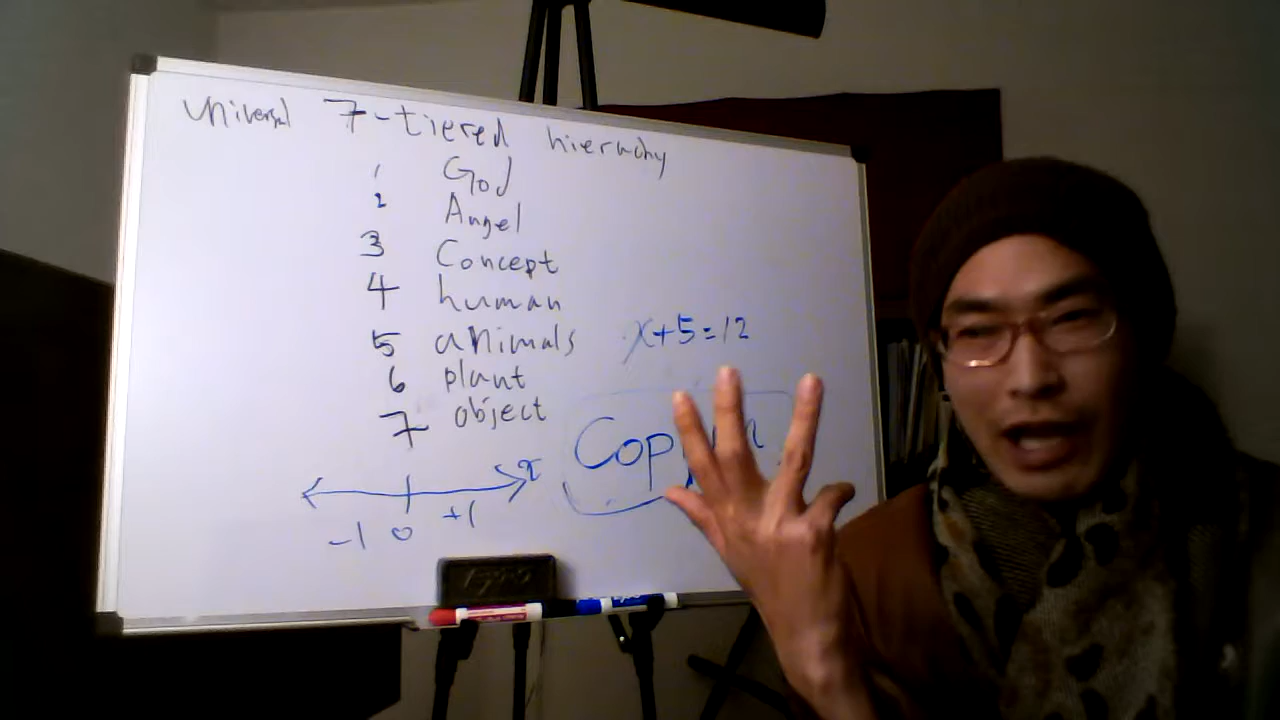 universal 7-tiered hierachy
1 God
2 Angel
3 Concept
4 human
5 animals
6 plant
7 object
x+5=12
x
-1 0 +1